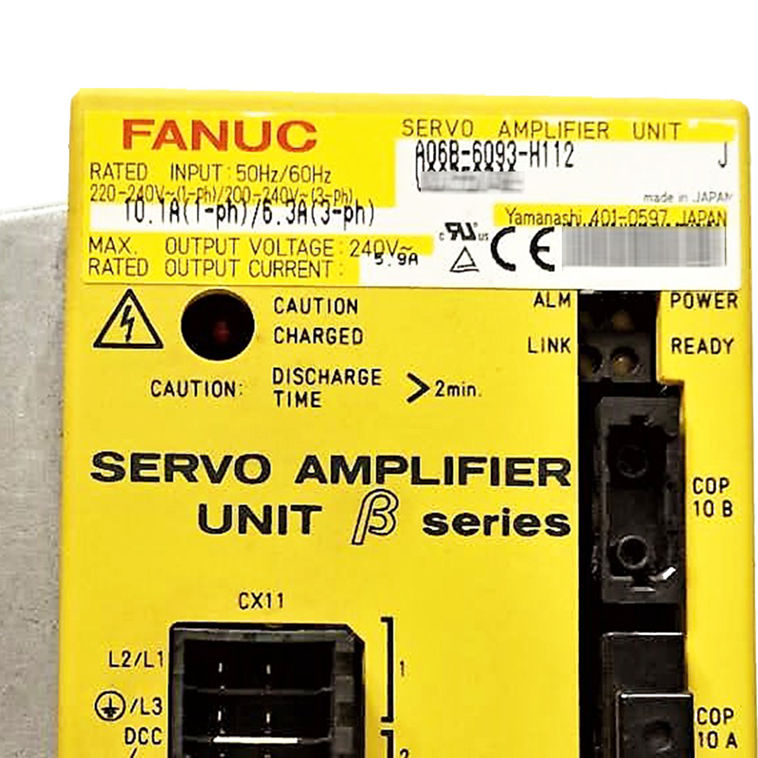 FANUC
SERVO AMPLIFIER UNIT
A06B-6093-H112 J
RATED INPUT: 50Hz/60Hz
220-240V~(1-ph)/200-240V~(3-ph)
10.1A(1-ph)/6.3A(3-ph)
made in JAPAN
Yamanashi 401-0597 JAPAN
MAX. OUTPUT VOLTAGE: 240V~
RATED OUTPUT CURRENT: 5.9A
c RU us
CE
CAUTION
CHARGED
ALM POWER
LINK READY
CAUTION: DISCHARGE TIME > 2min.
SERVO AMPLIFIER
UNIT β series
COP
10 B
CX11
L2/L1
1
/L3
DCC
/
2
COP
10 A